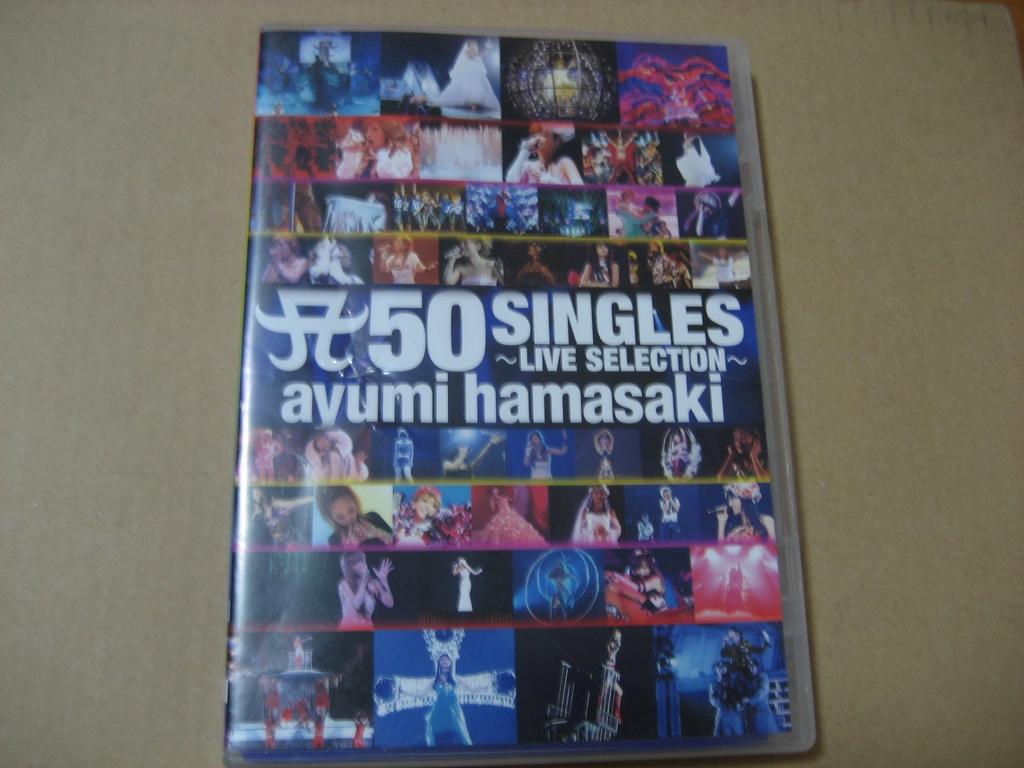 A 50 SINGLES
~LIVE SELECTION~
ayumi hamasaki